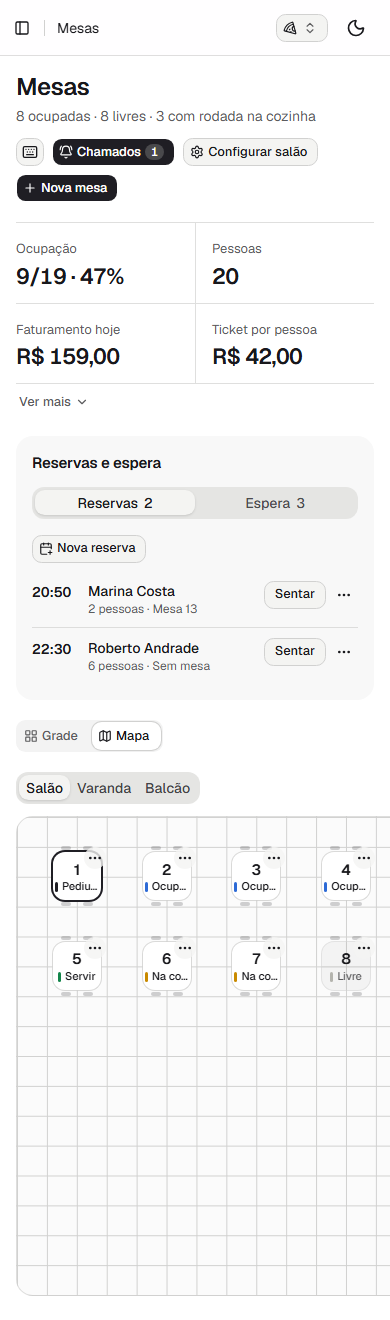 Mesas
Mesas
8 ocupadas · 8 livres · 3 com rodada na cozinha
Chamados 1
Configurar salão
Nova mesa
Ocupação
Pessoas
9/19 · 47%
20
Faturamento hoje
Ticket por pessoa
R$ 159,00
R$ 42,00
Ver mais
Reservas e espera
Reservas 2
Espera 3
Nova reserva
20:50 Marina Costa Sentar
2 pessoas · Mesa 13
22:30 Roberto Andrade Sentar
6 pessoas · Sem mesa
Grade Mapa
Salão Varanda Balcão
1 2 3 4
Pediu... Ocup... Ocup... Ocup...
5 6 7 8
Servir Na co... Na co... Livre